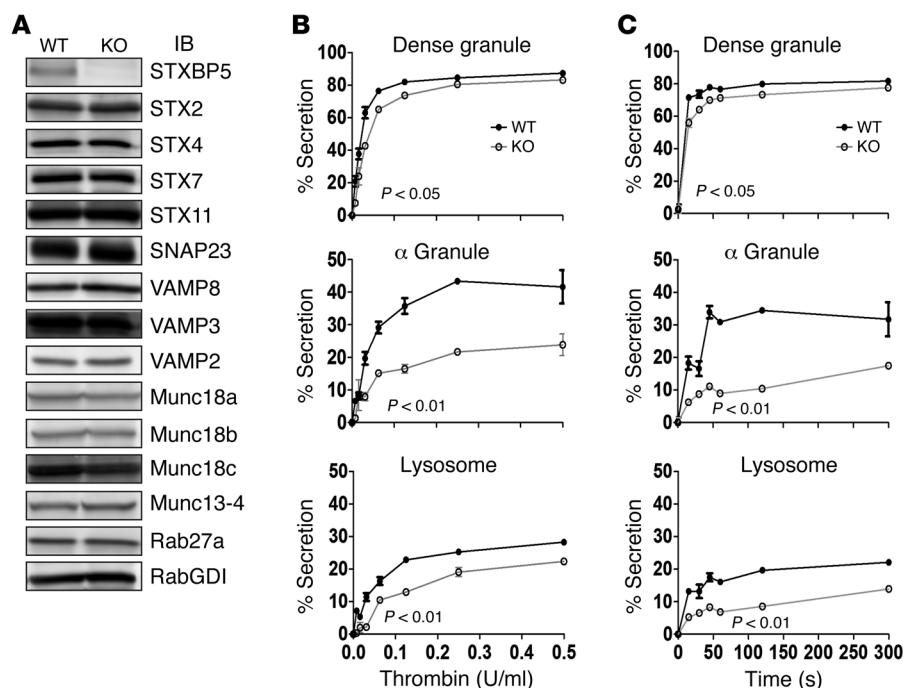 A
WT KO IB
STXBP5
STX2
STX4
STX7
STX11
SNAP23
VAMP8
VAMP3
VAMP2
Munc18a
Munc18b
Munc18c
Munc13-4
Rab27a
RabGDI
B
Dense granule
% Secretion
100
80
60
40
20
0
WT
KO
P < 0.05
α Granule
% Secretion
50
40
30
20
10
0
P < 0.01
Lysosome
% Secretion
50
40
30
20
10
0
P < 0.01
0.0 0.1 0.2 0.3 0.4 0.5
Thrombin (U/ml)
C
Dense granule
% Secretion
100
80
60
40
20
0
WT
KO
P < 0.05
α Granule
% Secretion
50
40
30
20
10
0
P < 0.01
Lysosome
% Secretion
50
40
30
20
10
0
P < 0.01
0 50 100 150 200 250 300
Time (s)